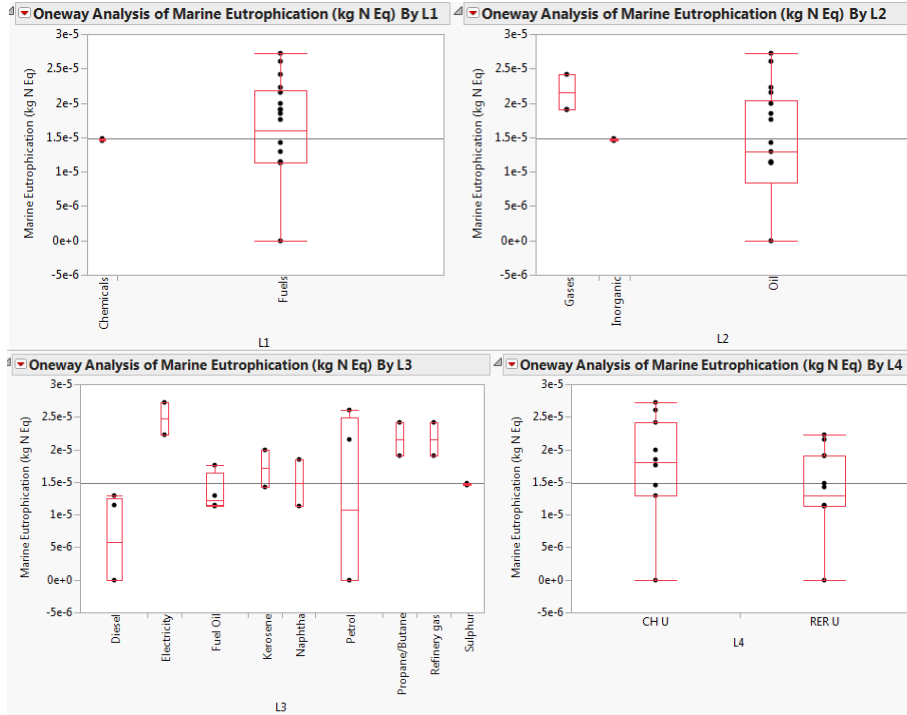 Oneway Analysis of Marine Eutrophication (kg N Eq) By L1
Marine Eutrophication (kg N Eq)
3e-5
2.5e-5
2e-5
1.5e-5
1e-5
5e-6
0e+0
-5e-6
Chemicals
Fuels
L1
Oneway Analysis of Marine Eutrophication (kg N Eq) By L2
Marine Eutrophication (kg N Eq)
3e-5
2.5e-5
2e-5
1.5e-5
1e-5
5e-6
0e+0
-5e-6
Gases
Inorganic
Oil
L2
Oneway Analysis of Marine Eutrophication (kg N Eq) By L3
Marine Eutrophication (kg N Eq)
3e-5
2.5e-5
2e-5
1.5e-5
1e-5
5e-6
0e+0
-5e-6
Diesel
Electricity
Fuel Oil
Kerosene
Naphtha
Petrol
Propane/Butane
Refinery gas
Sulphur
L3
Oneway Analysis of Marine Eutrophication (kg N Eq) By L4
Marine Eutrophication (kg N Eq)
3e-5
2.5e-5
2e-5
1.5e-5
1e-5
5e-6
0e+0
-5e-6
CH U
RER U
L4